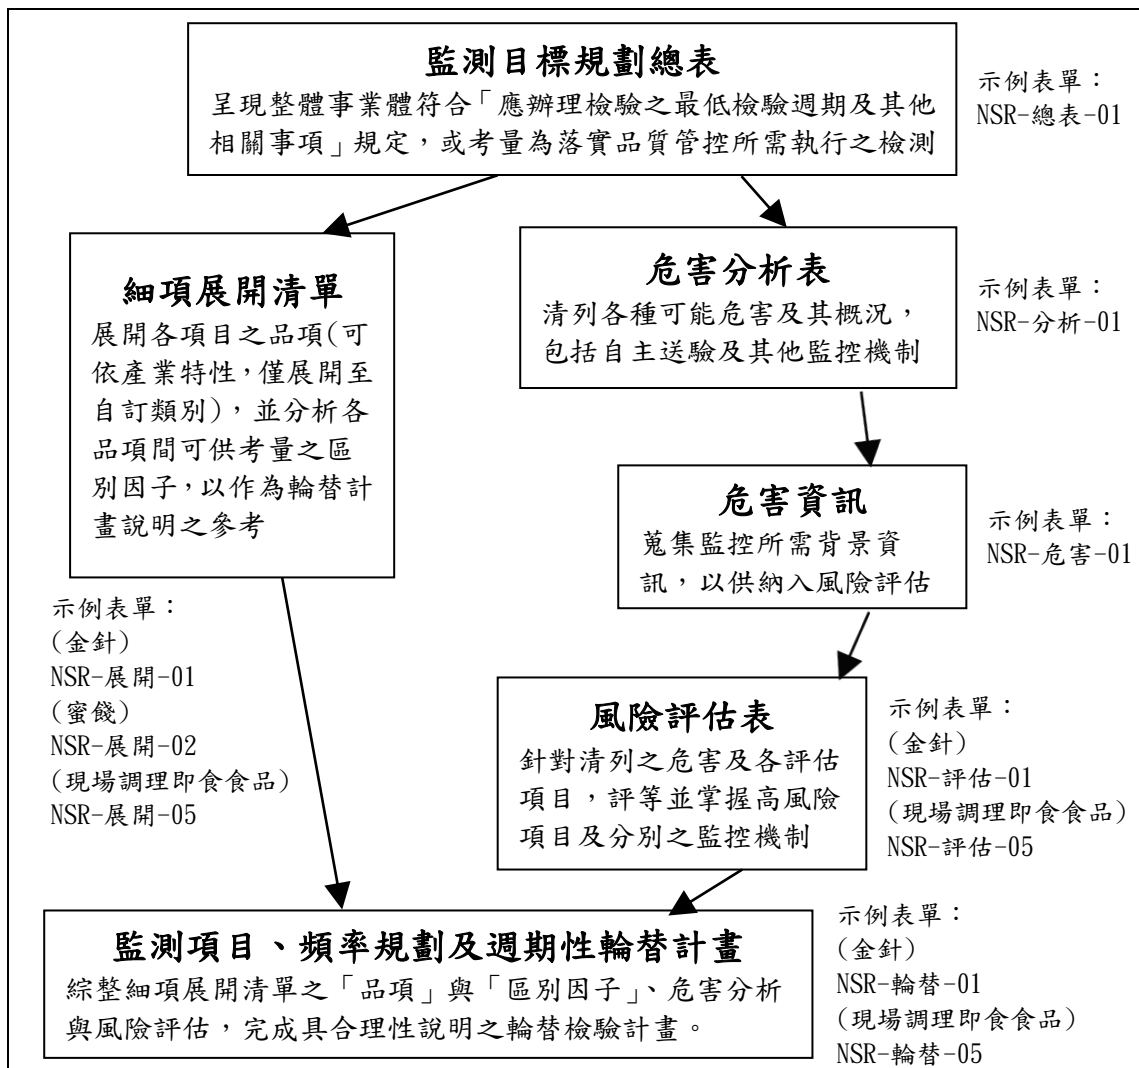 監測目標規劃總表
呈現整體事業體符合「應辦理檢驗之最低檢驗週期及其他
相關事項」規定，或考量為落實品質管控所需執行之檢測
示例表單：
NSR-總表-01
細項展開清單
展開各項目之品項(可
依產業特性,僅展開至
自訂類別)，並分析各
品項間可供考量之區
別因子,以作為輪替計
畫說明之參考
示例表單：
(金針)
NSR-展開-01
(蜜餞)
NSR-展開-02
(現場調理即食食品)
NSR-展開-05
危害分析表
清列各種可能危害及其概況，
包括自主送驗及其他監控機制
示例表單：
NSR-分析-01
危害資訊
蒐集監控所需背景資
訊，以供納入風險評估
示例表單：
NSR-危害-01
風險評估表
針對清列之危害及各評估
項目，評等並掌握高風險
項目及分別之監控機制
示例表單：
(金針)
NSR-評估-01
(現場調理即食食品)
NSR-評估-05
監測項目、頻率規劃及週期性輪替計畫
綜整細項展開清單之「品項」與「區別因子」、危害分析
與風險評估，完成具合理性說明之輪替檢驗計畫。
示例表單：
(金針)
NSR-輪替-01
(現場調理即食食品)
NSR-輪替-05